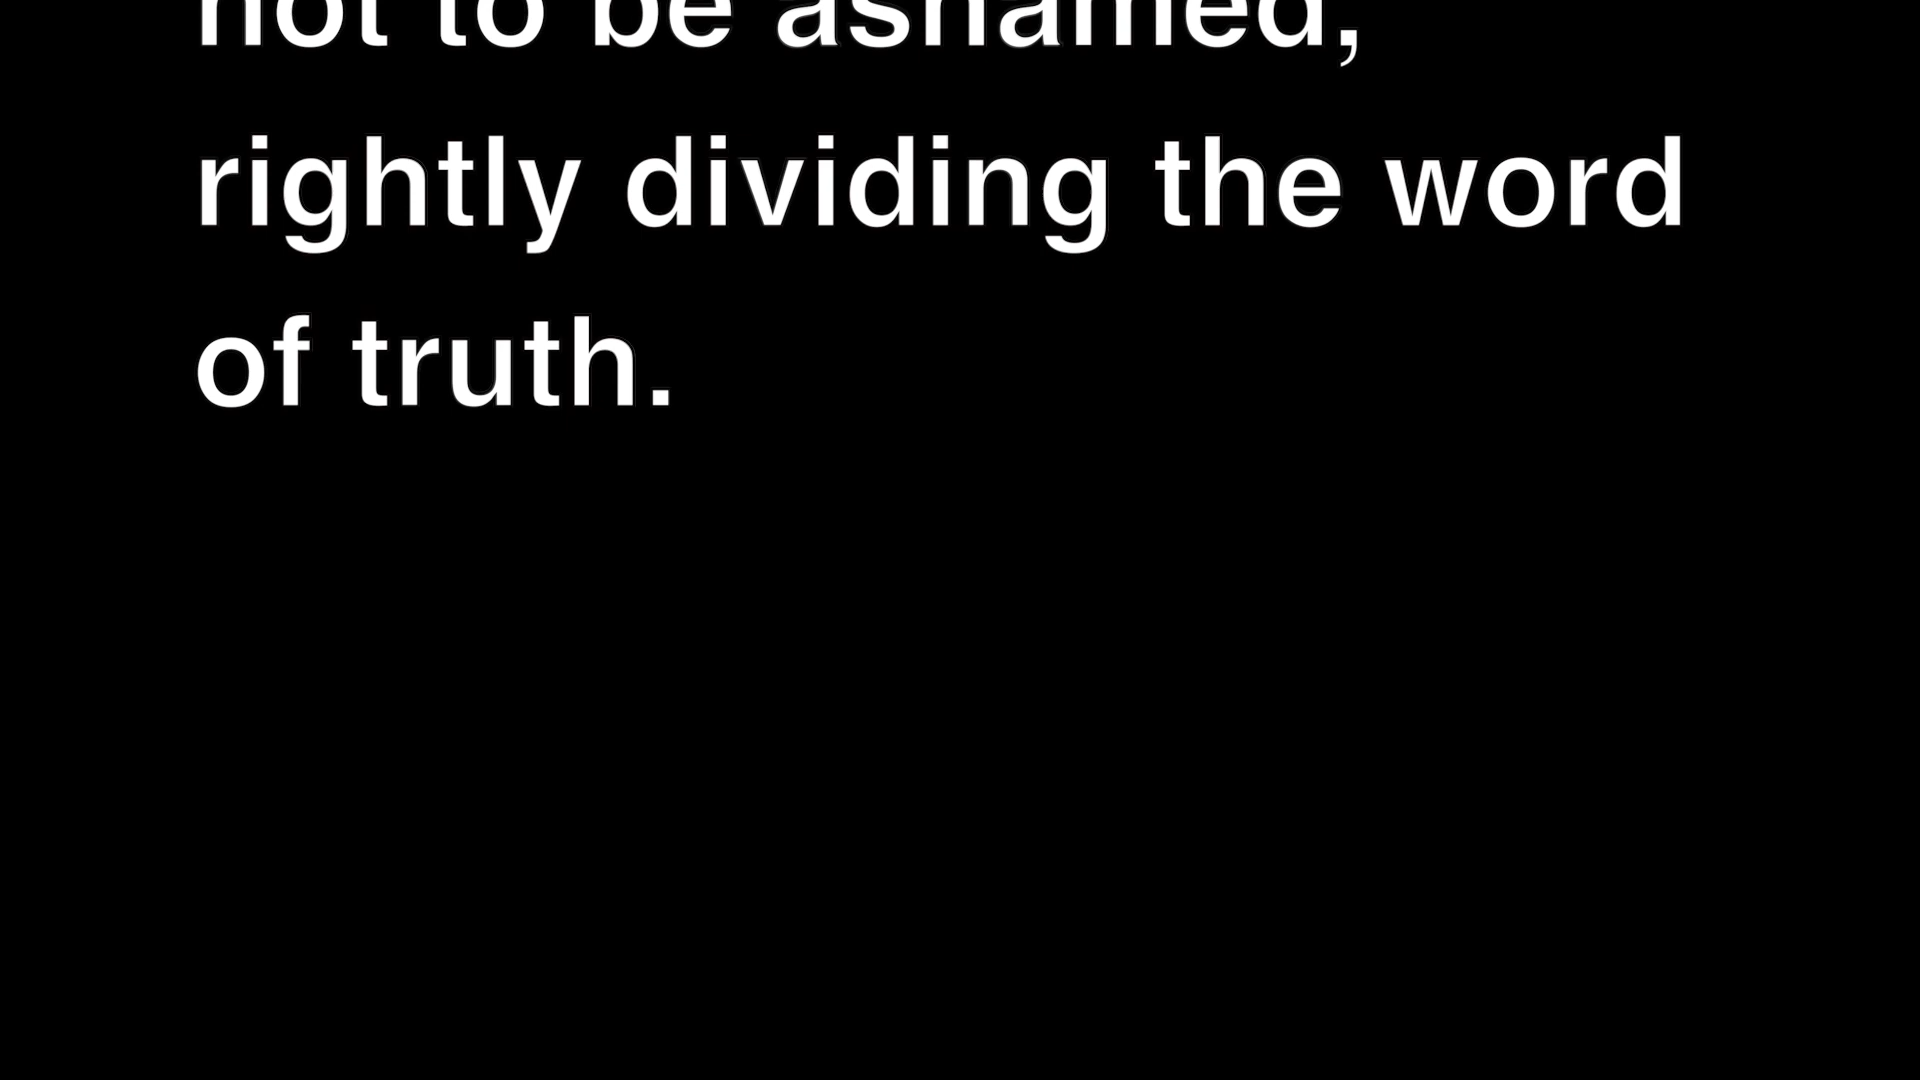 not to be ashamed,
rightly dividing the word
of truth.